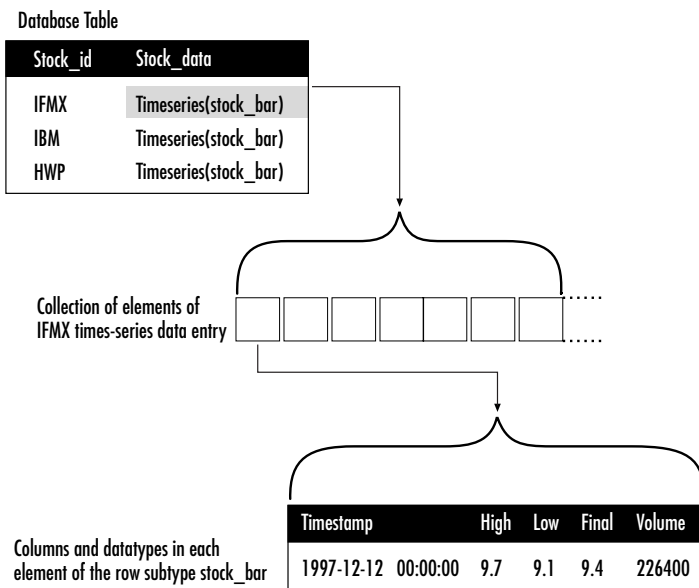 Database Table
Stock_id Stock_data
IFMX Timeseries(stock_bar)
IBM Timeseries(stock_bar)
HWP Timeseries(stock_bar)
Collection of elements of
IFMX times-series data entry
Timestamp High Low Final Volume
1997-12-12 00:00:00 9.7 9.1 9.4 226400
Columns and datatypes in each
element of the row subtype stock_bar